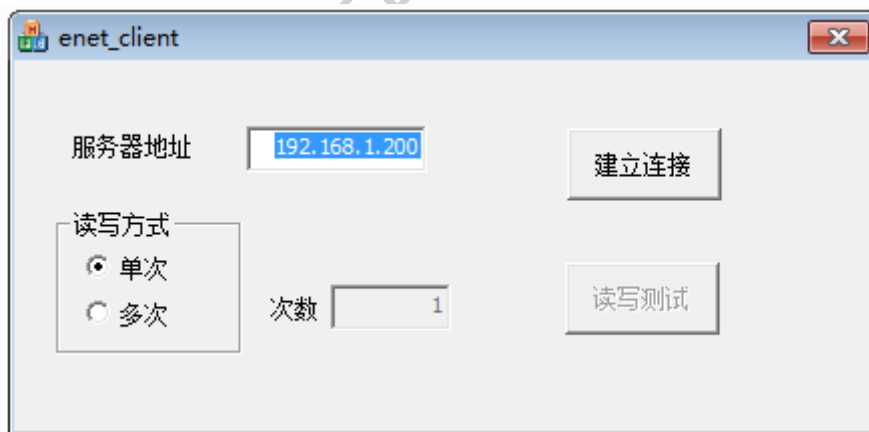 enet_client
服务器地址 192.168.1.200
建立连接
读写方式
单次
多次
次数 1
读写测试